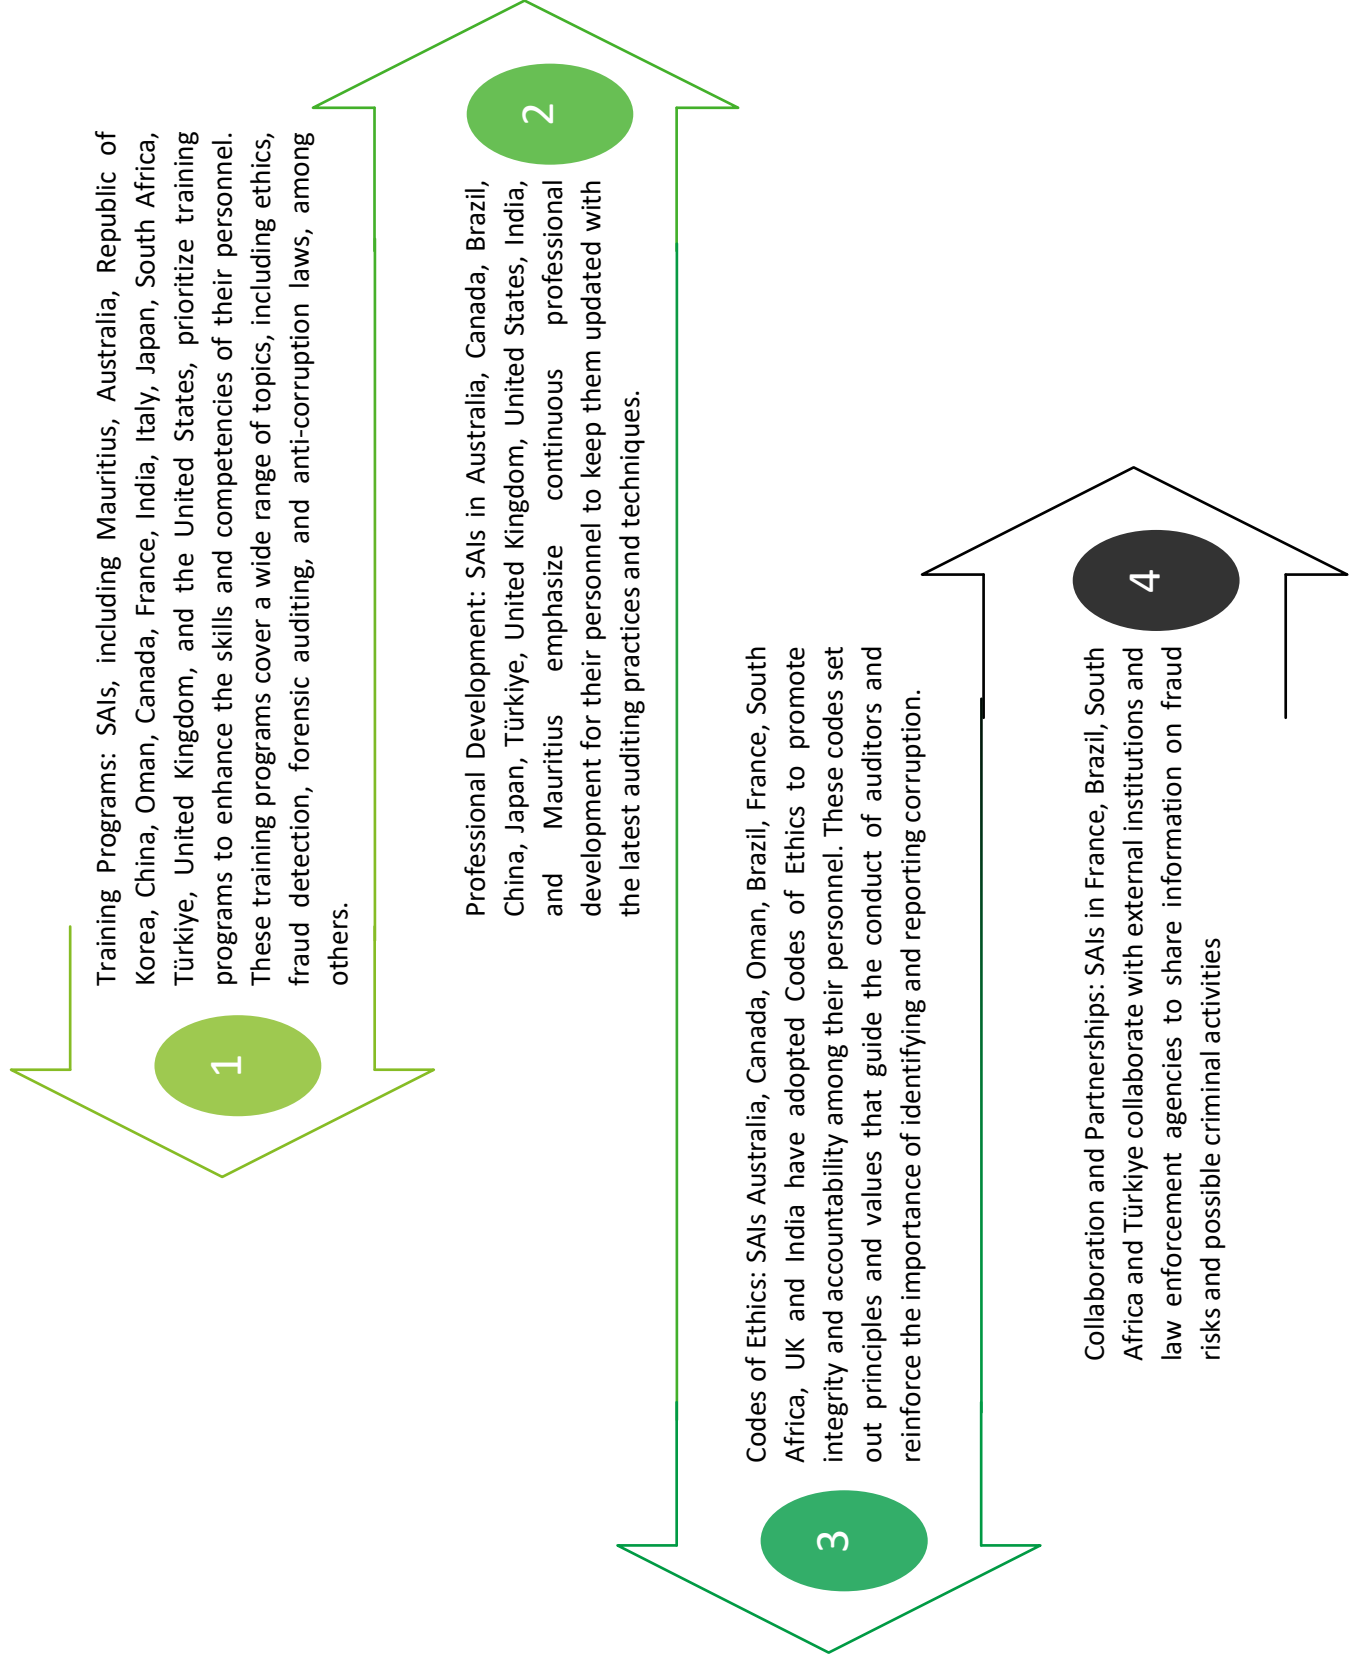 1
Training Programs: SAIs, including Mauritius, Australia, Republic of
Korea, China, Oman, Canada, France, India, Italy, Japan, South Africa,
Türkiye, United Kingdom, and the United States, prioritize training
programs to enhance the skills and competencies of their personnel.
These training programs cover a wide range of topics, including ethics,
fraud detection, forensic auditing, and anti-corruption laws, among
others.
2
Professional Development: SAIs in Australia, Canada, Brazil,
China, Japan, Türkiye, United Kingdom, United States, India,
and Mauritius emphasize continuous professional
development for their personnel to keep them updated with
the latest auditing practices and techniques.
3
Codes of Ethics: SAIs Australia, Canada, Oman, Brazil, France, South
Africa, UK and India have adopted Codes of Ethics to promote
integrity and accountability among their personnel. These codes set
out principles and values that guide the conduct of auditors and
reinforce the importance of identifying and reporting corruption.
4
Collaboration and Partnerships: SAIs in France, Brazil, South
Africa and Türkiye collaborate with external institutions and
law enforcement agencies to share information on fraud
risks and possible criminal activities